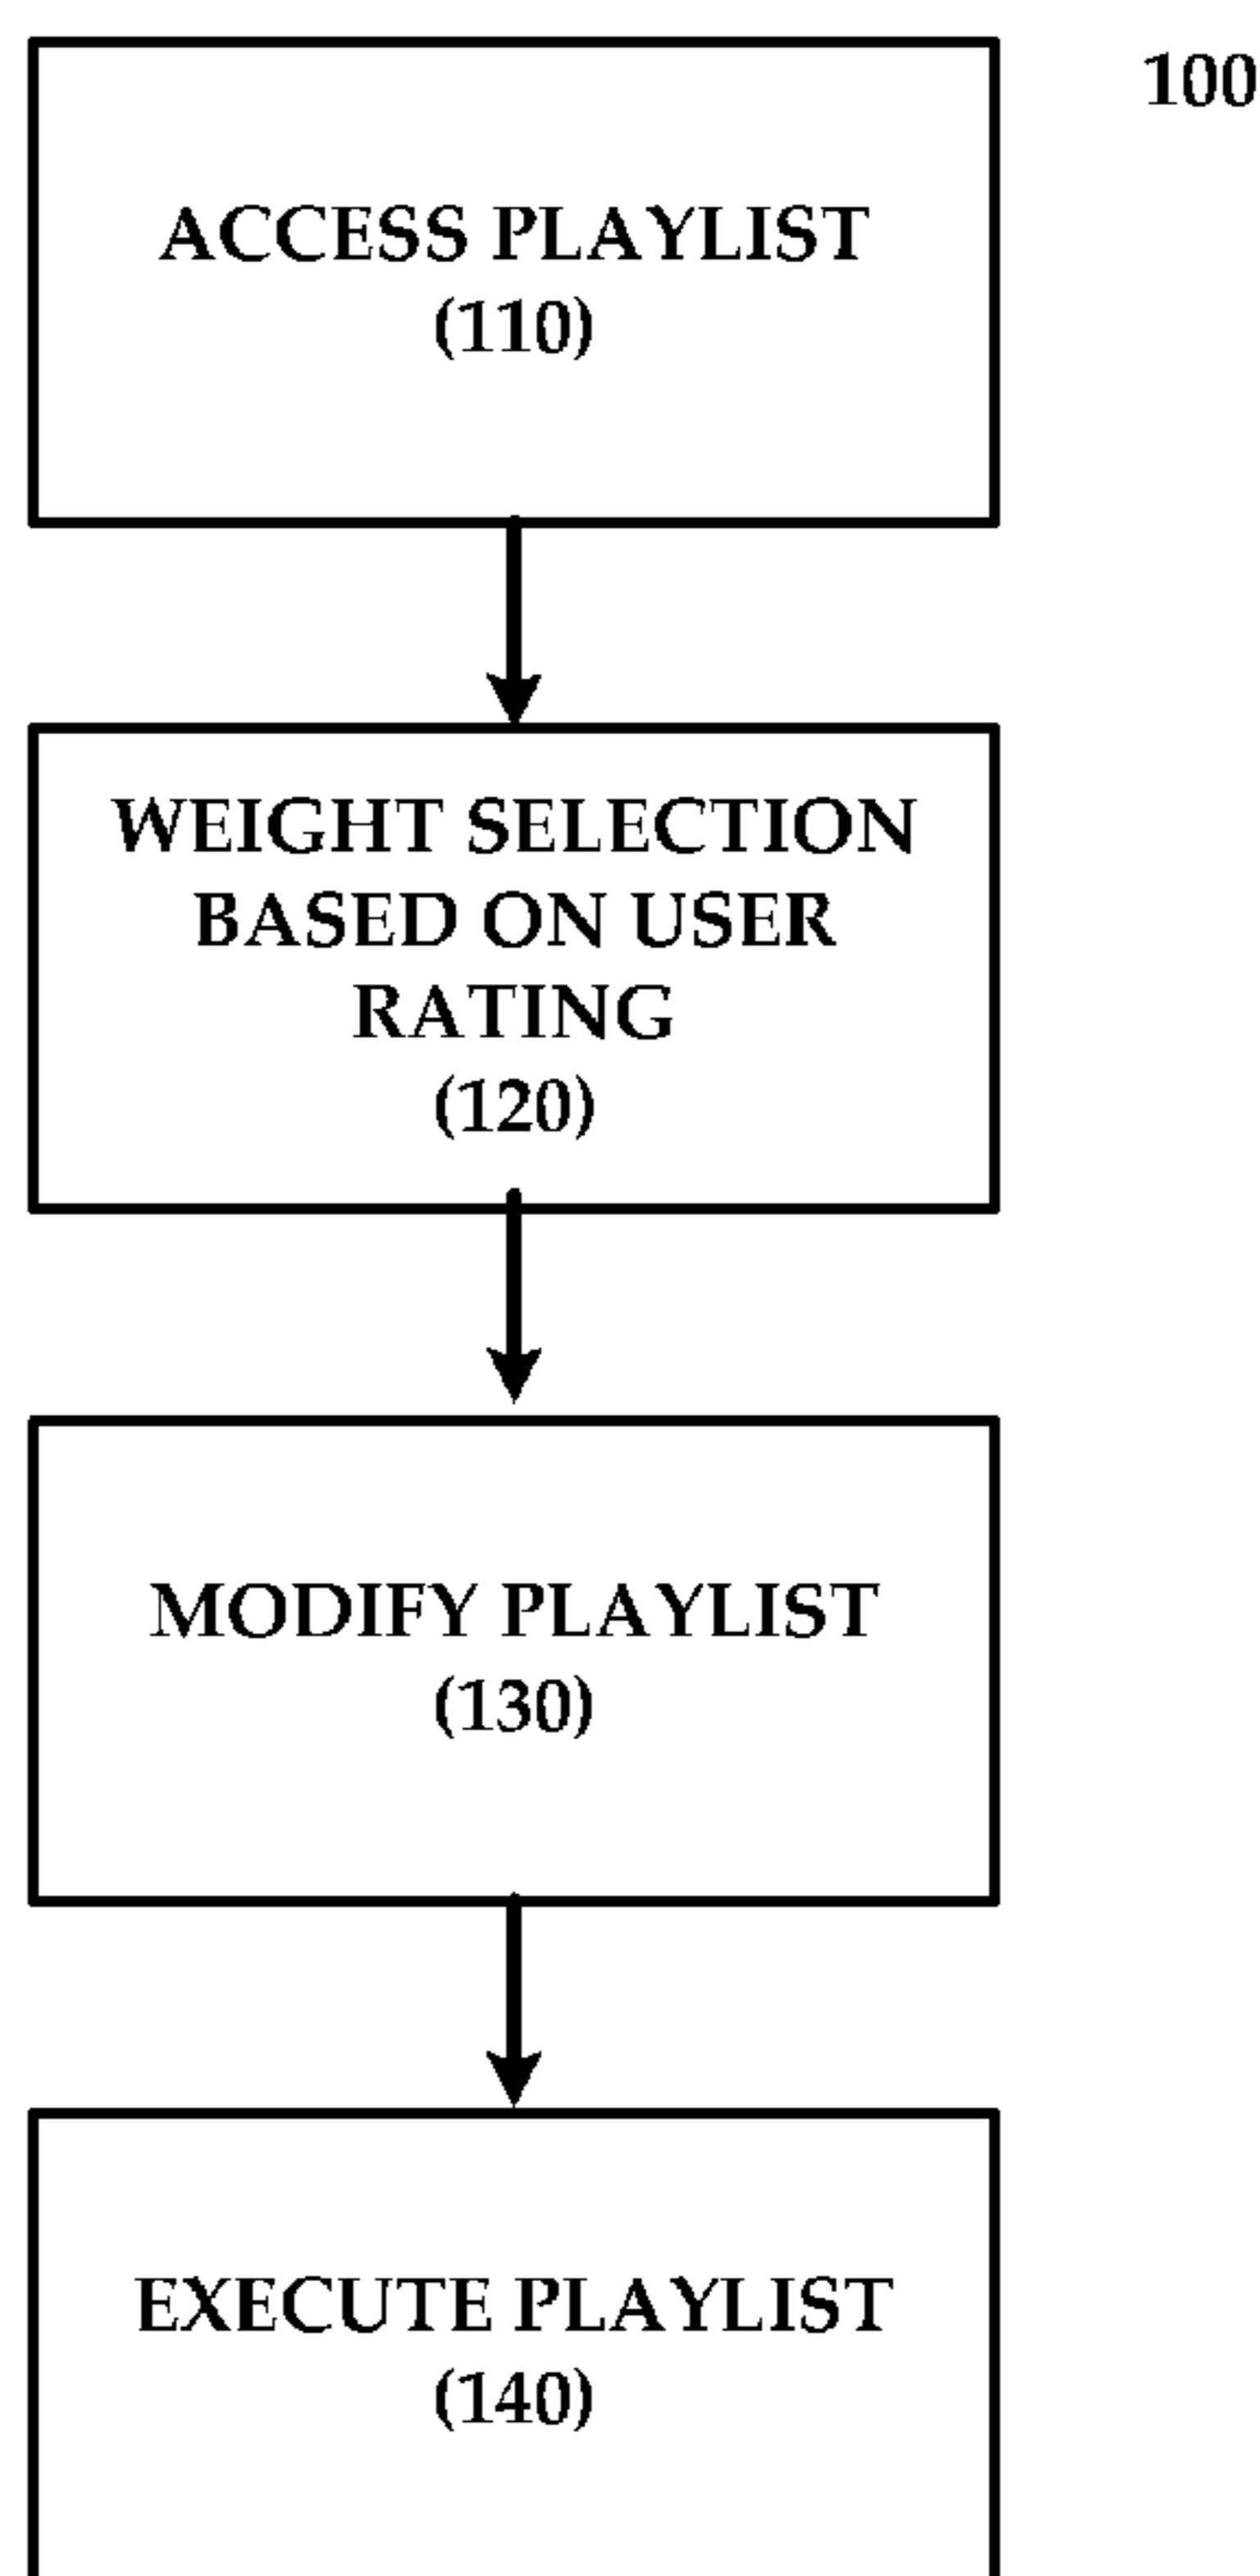 100
ACCESS PLAYLIST
(110)
WEIGHT SELECTION
BASED ON USER
RATING
(120)
MODIFY PLAYLIST
(130)
EXECUTE PLAYLIST
(140)